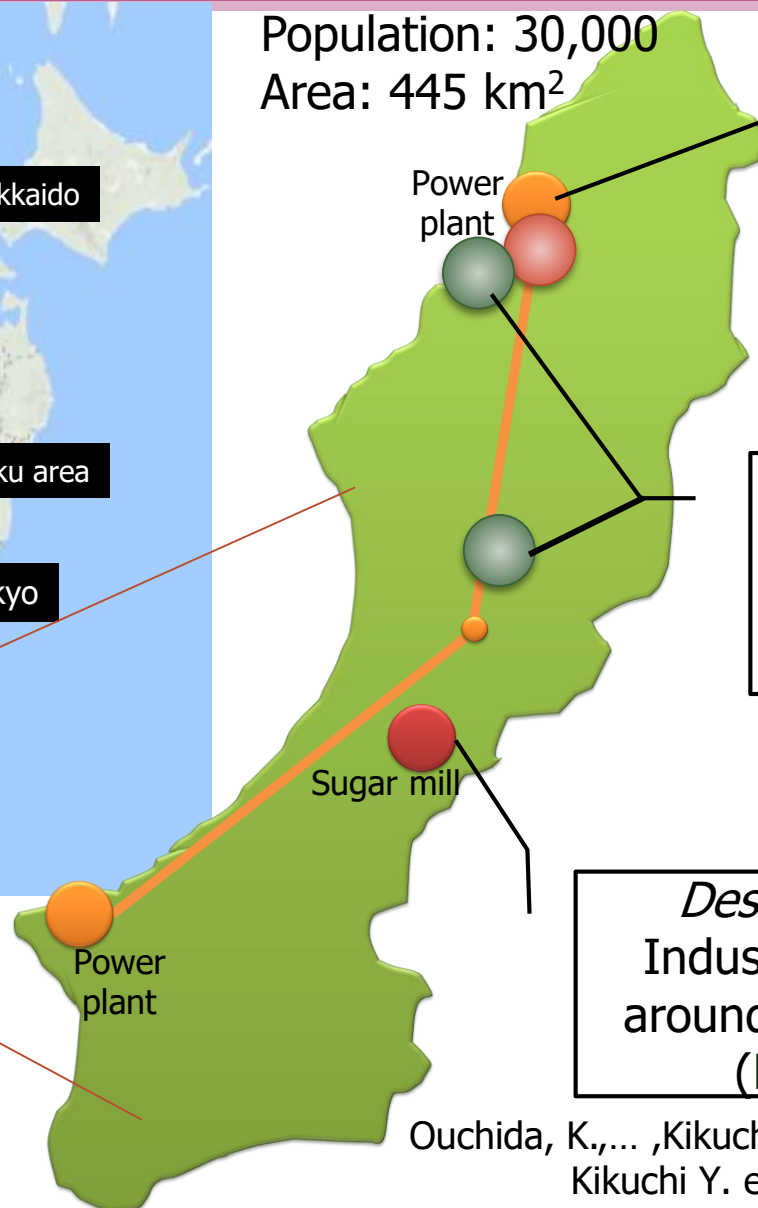 Population: 30,000
Area: 445 km²
kkaido
Power
plant
ku area
kyo
Sugar mill
Power
plant
Des
Indus
around
(
Ouchida, K.,… ,Kikuch
Kikuchi Y. e